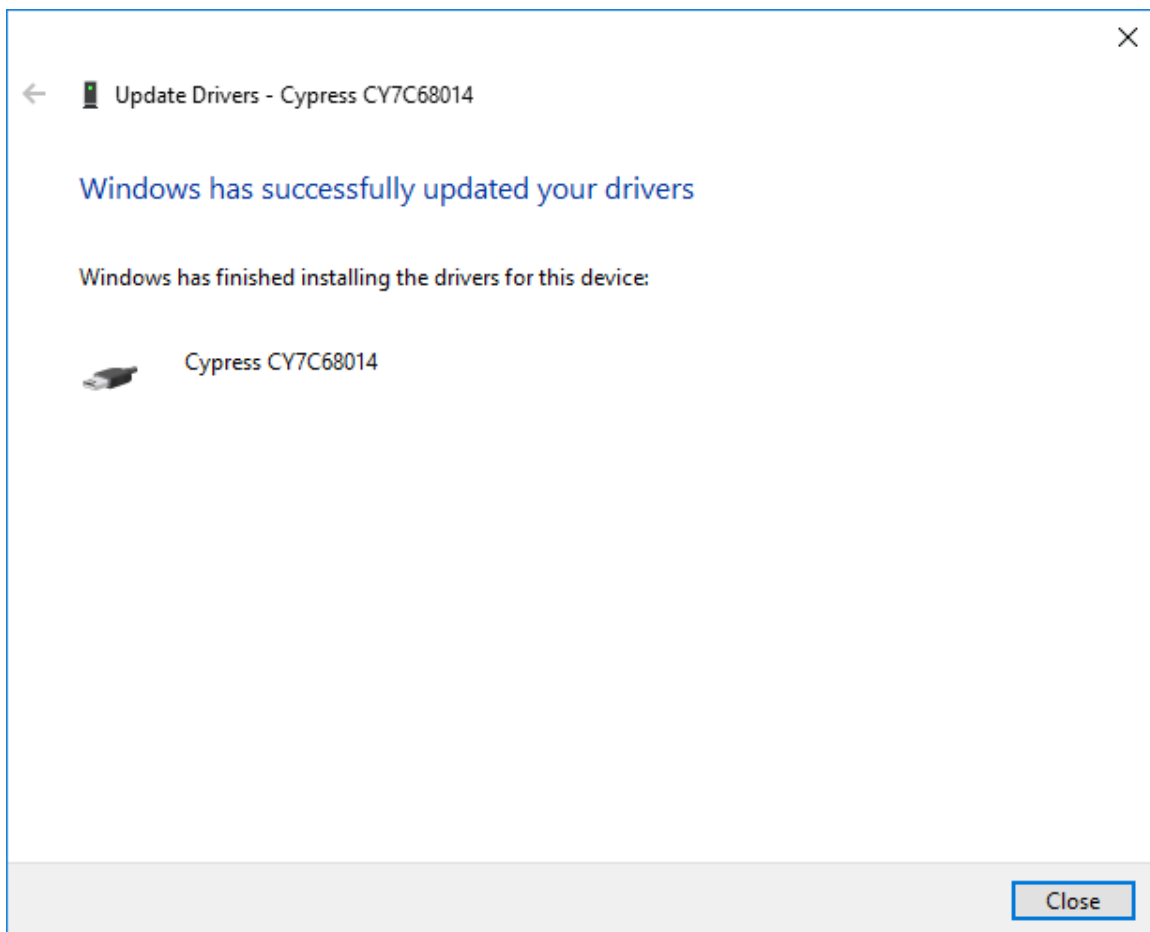 Update Drivers - Cypress CY7C68014
Windows has successfully updated your drivers
Windows has finished installing the drivers for this device:
Cypress CY7C68014
Close